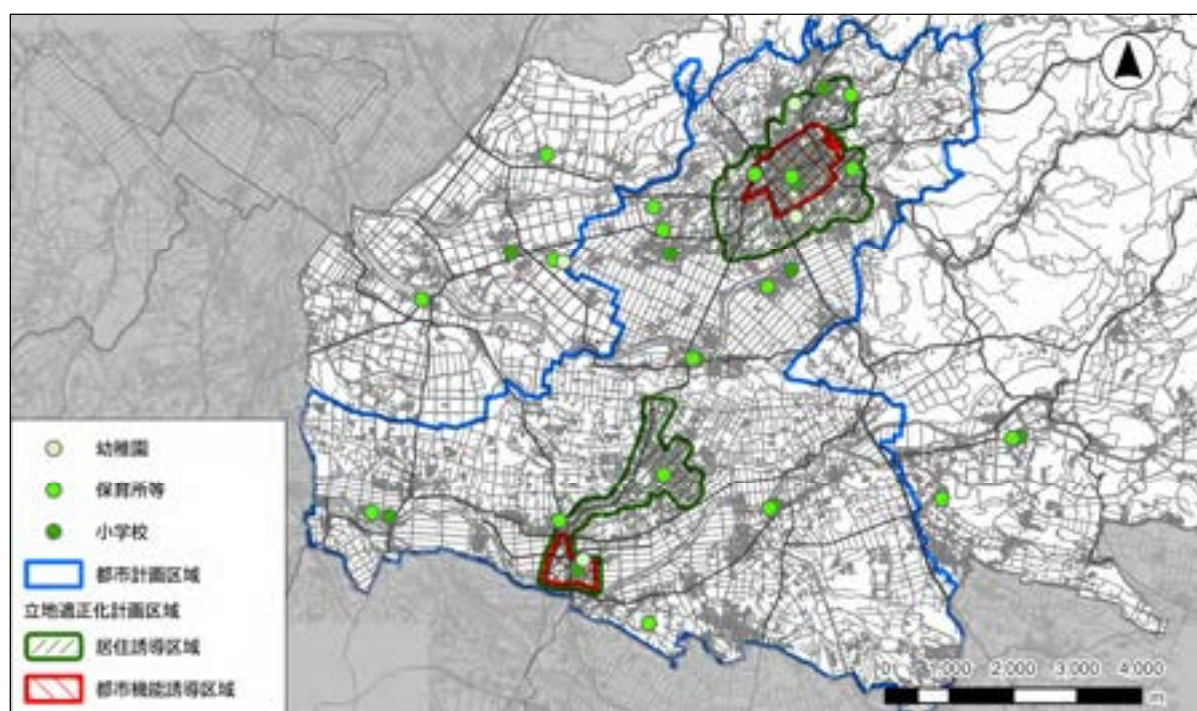 幼稚園
保育所等
小学校
都市計画区域
立地適正化計画区域
居住誘導区域
都市機能誘導区域
0 1,000 2,000 3,000 4,000
m